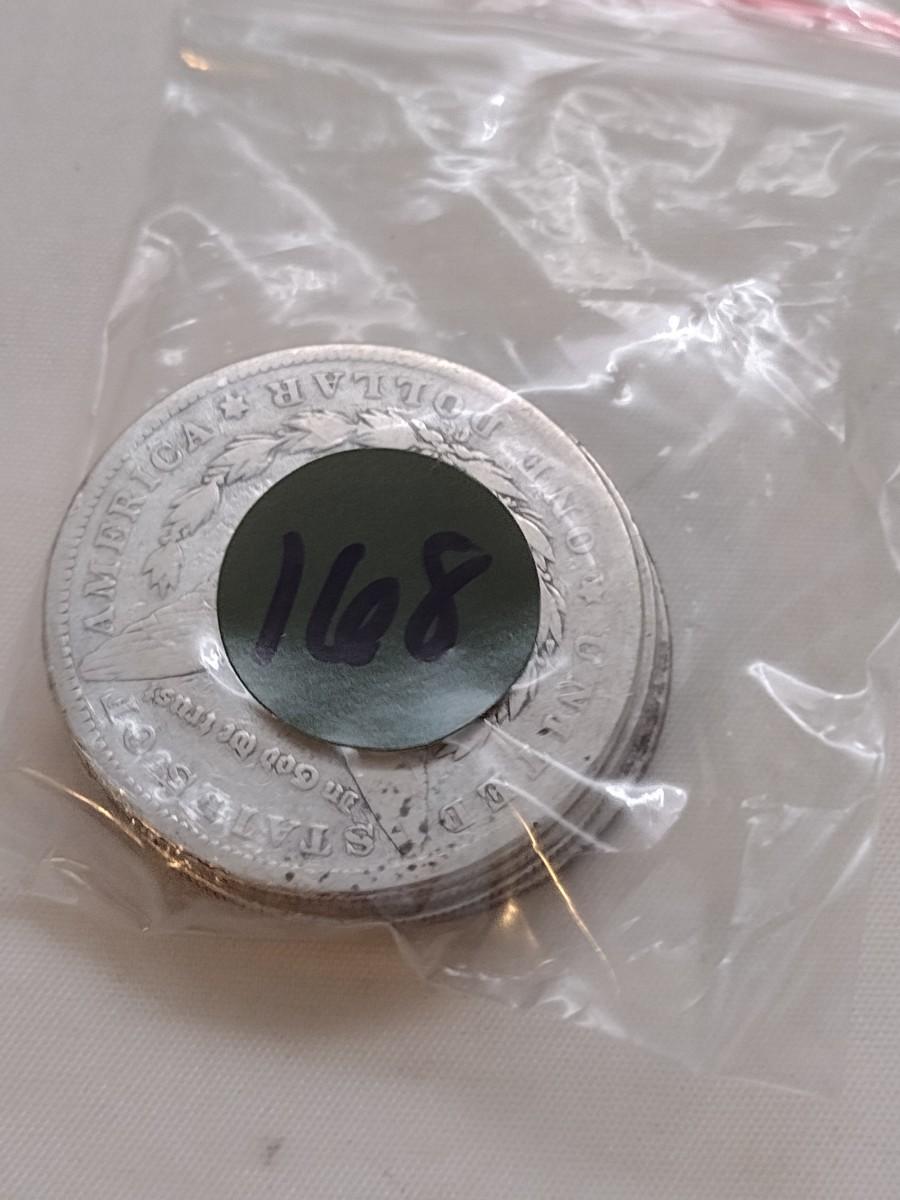 168
UNITED STATES OF AMERICA
In God We Trust
ONE DOLLAR